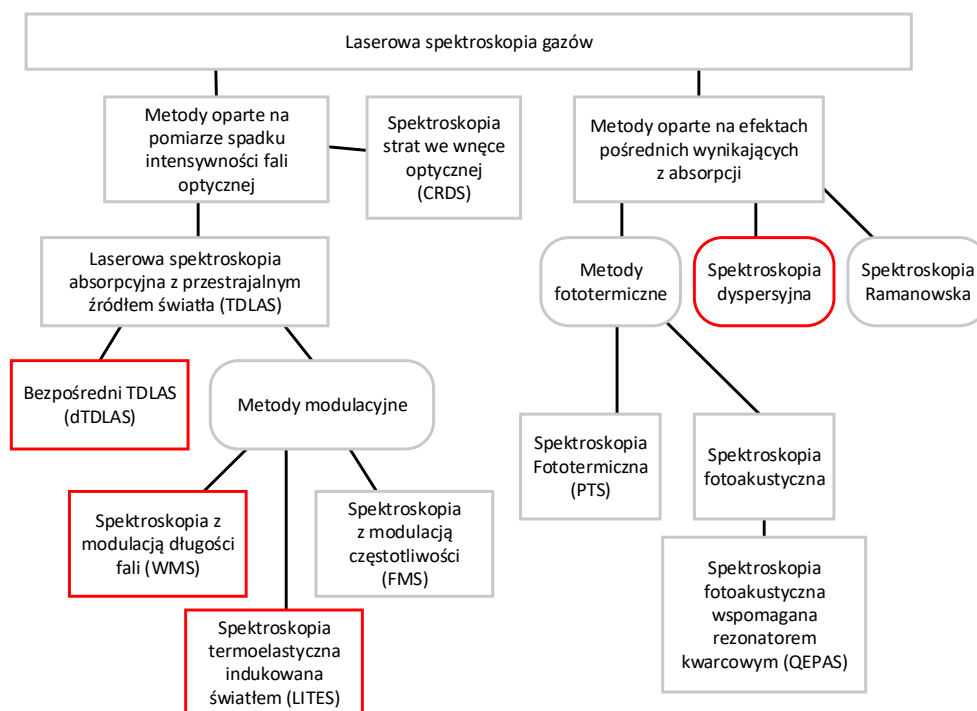 Laserowa spektroskopia gazów
Metody oparte na
pomiarze spadku
intensywności fali
optycznej
Spektroskopia
strat we wnęce
optycznej
(CRDS)
Metody oparte na efektach
pośrednich wynikających
z absorpcji
Laserowa spektroskopia
absorpcyjna z przestrajalnym
źródłem światła (TDLAS)
Metody
fototermiczne
Spektroskopia
dyspersyjna
Spektroskopia
Ramanowska
Bezpośredni TDLAS
(dTDLAS)
Metody modulacyjne
Spektroskopia
Fototermiczna
(PTS)
Spektroskopia
fotoakustyczna
Spektroskopia z
modulacją długości
fali (WMS)
Spektroskopia
z modulacją
częstotliwości
(FMS)
Spektroskopia
fotoakustyczna
wspomagana
rezonatorem
kwarcowym (QEPAS)
Spektroskopia
termoelastyczna
indukowana
światłem (LITES)